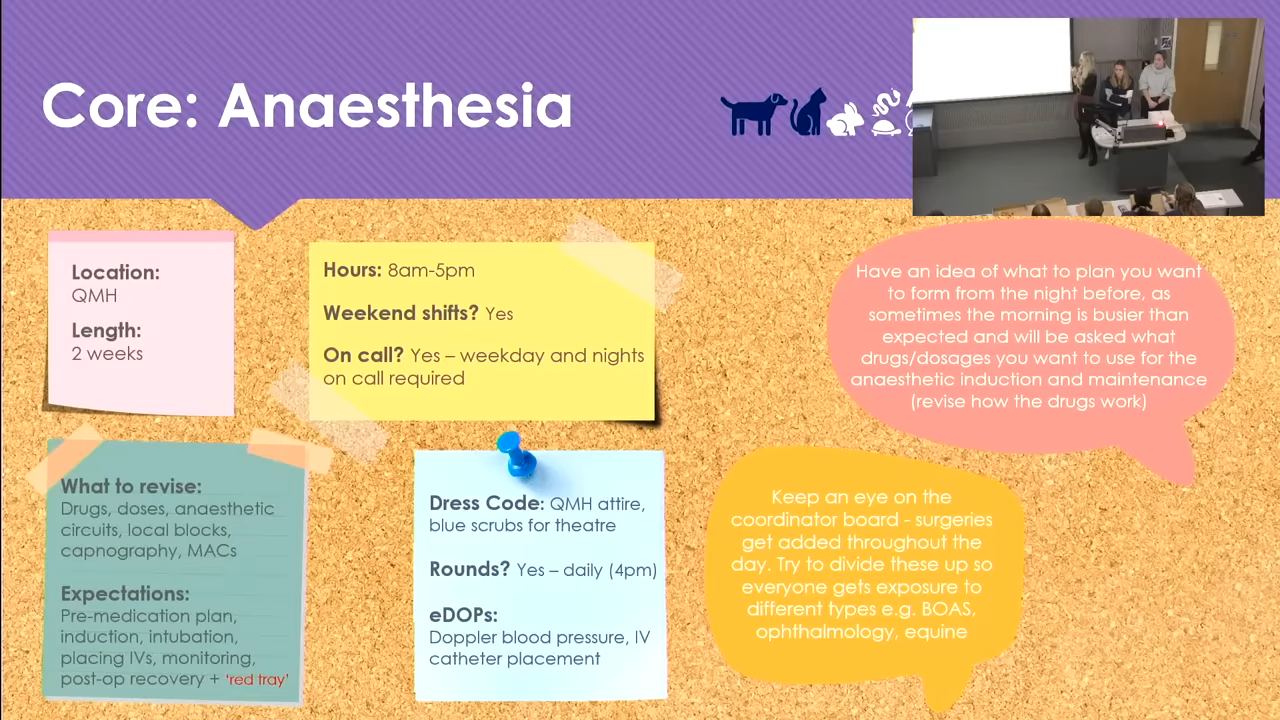 Core: Anaesthesia
Location:
QMH
Length:
2 weeks
Hours: 8am-5pm
Weekend shifts? Yes
On call? Yes – weekday and nights
on call required
Have an idea of what to plan you want
to form from the night before, as
sometimes the morning is busier than
expected and will be asked what
drugs/dosages you want to use for the
anaesthetic induction and maintenance
(revise how the drugs work)
What to revise:
Drugs, doses, anaesthetic
circuits, local blocks,
capnography, MACs
Expectations:
Pre-medication plan,
induction, intubation,
placing IVs, monitoring,
post-op recovery + ‘red tray’
Dress Code: QMH attire,
blue scrubs for theatre
Rounds? Yes – daily (4pm)
eDOPs:
Doppler blood pressure, IV
catheter placement
Keep an eye on the
coordinator board - surgeries
get added throughout the
day. Try to divide these up so
everyone gets exposure to
different types e.g. BOAS,
ophthalmology, equine